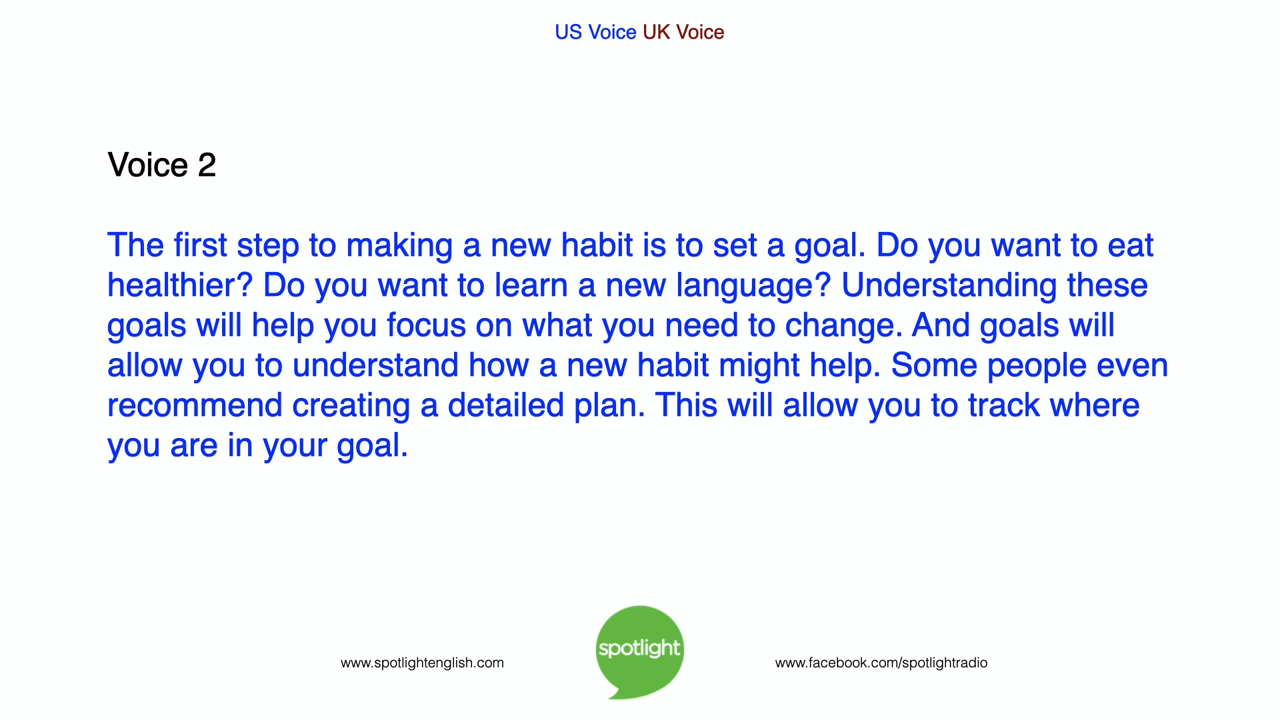 US Voice UK Voice
Voice 2
The first step to making a new habit is to set a goal. Do you want to eat
healthier? Do you want to learn a new language? Understanding these
goals will help you focus on what you need to change. And goals will
allow you to understand how a new habit might help. Some people even
recommend creating a detailed plan. This will allow you to track where
you are in your goal.
spotlight
www.spotlightenglish.com
www.facebook.com/spotlightradio